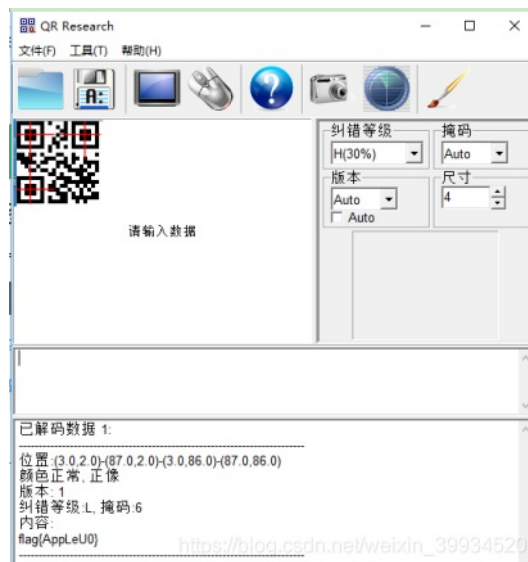 QR Research
文件(F) 工具(T) 帮助(H)
A:
纠错等级 掩码
H(30%) Auto
版本 尺寸
Auto 4
Auto
请输入数据
已解码数据 1:
位置:(3.0,2.0)-(87.0,2.0)-(3.0,86.0)-(87.0,86.0)
颜色正常, 正像
版本: 1
纠错等级:L, 掩码:6
内容:
flag{AppLeU0}
https://blog.csdn.net/weixin_39934520